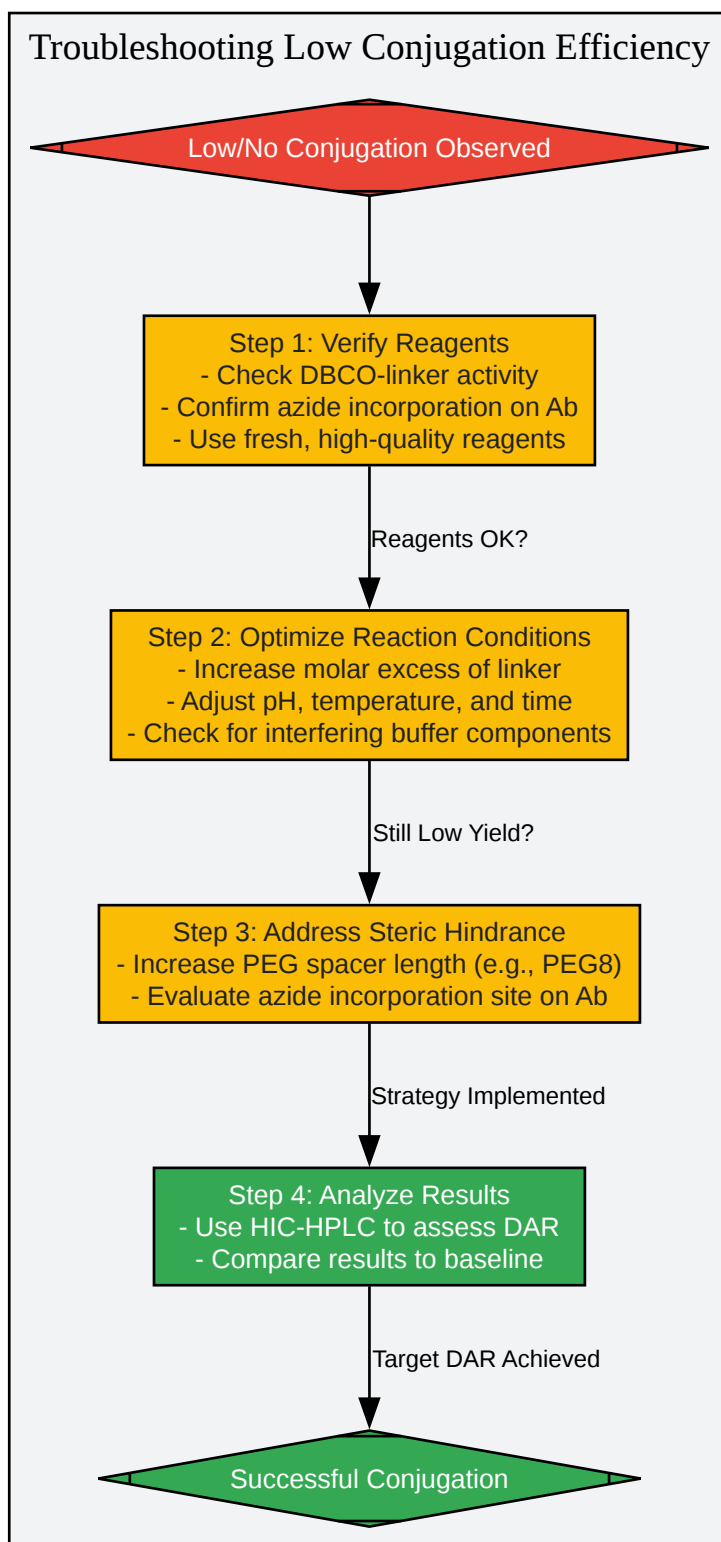 Troubleshooting Low Conjugation Efficiency
Low/No Conjugation Observed
Step 1: Verify Reagents
- Check DBCO-linker activity
- Confirm azide incorporation on Ab
- Use fresh, high-quality reagents
Reagents OK?
Step 2: Optimize Reaction Conditions
- Increase molar excess of linker
- Adjust pH, temperature, and time
- Check for interfering buffer components
Still Low Yield?
Step 3: Address Steric Hindrance
- Increase PEG spacer length (e.g., PEG8)
- Evaluate azide incorporation site on Ab
Strategy Implemented
Step 4: Analyze Results
- Use HIC-HPLC to assess DAR
- Compare results to baseline
Target DAR Achieved
Successful Conjugation